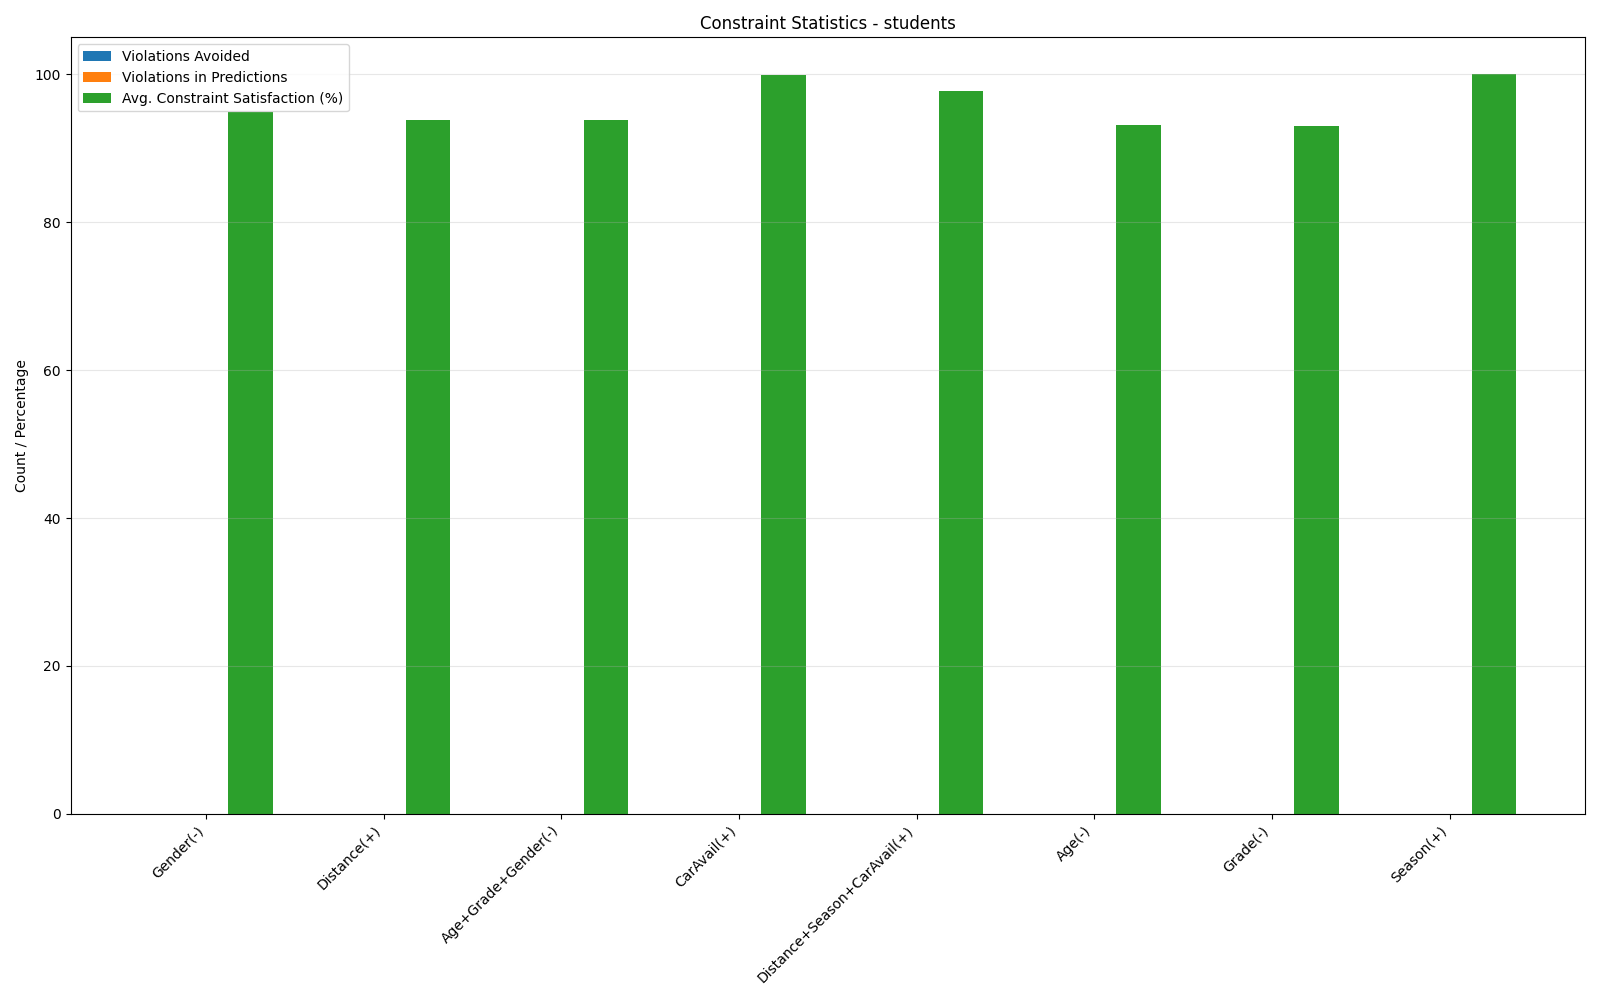 Constraint Statistics - students
Violations Avoided
Violations in Predictions
Avg. Constraint Satisfaction (%)
Count / Percentage
100
80
60
40
20
0
Gender(-)
Distance(+)
Age+Grade+Gender(-)
CarAvail(+)
Distance+Season+CarAvail(+)
Age(-)
Grade(-)
Season(+)